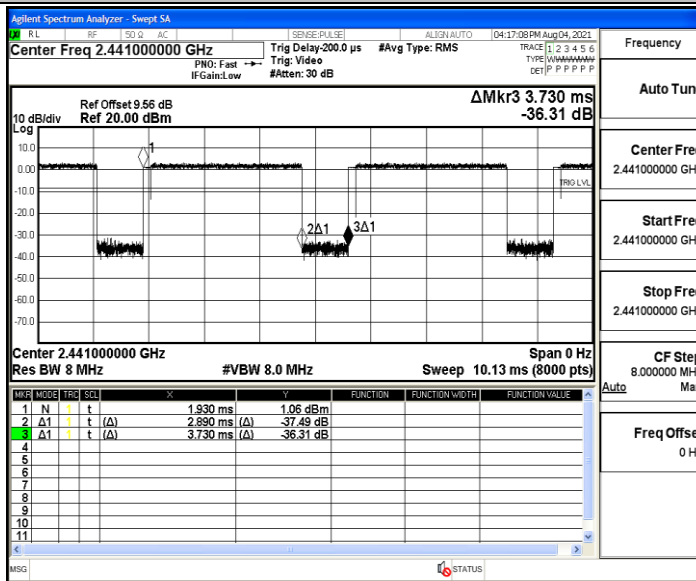 Agilent Spectrum Analyzer - Swept SA
LXI RL RF 50 Ω AC SENSE:PULSE ALIGN AUTO 04:17:08 PM Aug 04, 2021
Center Freq 2.441000000 GHz
PNO: Fast
IFGain:Low
Trig Delay-200.0 µs
Trig: Video
#Atten: 30 dB
#Avg Type: RMS
TRACE 1 2 3 4 5 6
TYPE WWWWWW
DET P P P P P P
Frequency
Auto Tun
Center Fre
2.441000000 GH
Start Fre
2.441000000 GH
Stop Fre
2.441000000 GH
CF Step
8.000000 MH
Auto Ma
Freq Offse
0 H
Ref Offset 9.56 dB
10 dB/div Ref 20.00 dBm
Log
ΔMkr3 3.730 ms
-36.31 dB
10.0
0.00
-10.0
-20.0
-30.0
-40.0
-50.0
-60.0
-70.0
1
TRIG LVL
2Δ1
3Δ1
Center 2.441000000 GHz Span 0 Hz
Res BW 8 MHz #VBW 8.0 MHz Sweep 10.13 ms (8000 pts)
MKR MODE TRC SCL X Y FUNCTION FUNCTION WIDTH FUNCTION VALUE
1 N 1 t 1.930 ms 1.06 dBm
2 Δ1 1 t (Δ) 2.890 ms (Δ) -37.49 dB
3 Δ1 1 t (Δ) 3.730 ms (Δ) -36.31 dB
4
5
6
7
8
9
10
11
MSG STATUS